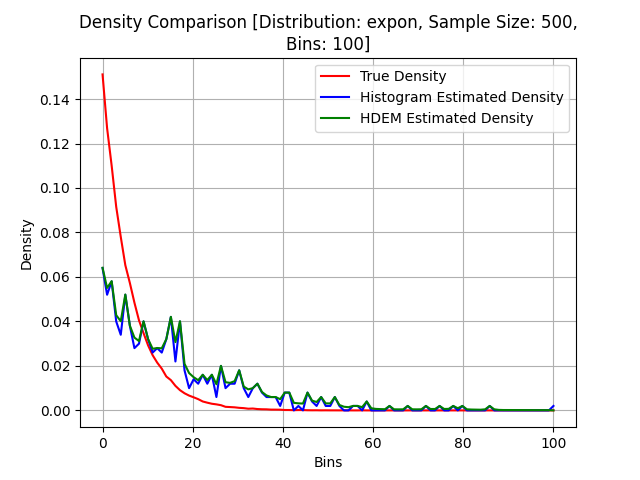 Density Comparison [Distribution: expon, Sample Size: 500,
Bins: 100]
True Density
Histogram Estimated Density
HDEM Estimated Density
Density
0.14
0.12
0.10
0.08
0.06
0.04
0.02
0.00
0 20 40 60 80 100
Bins